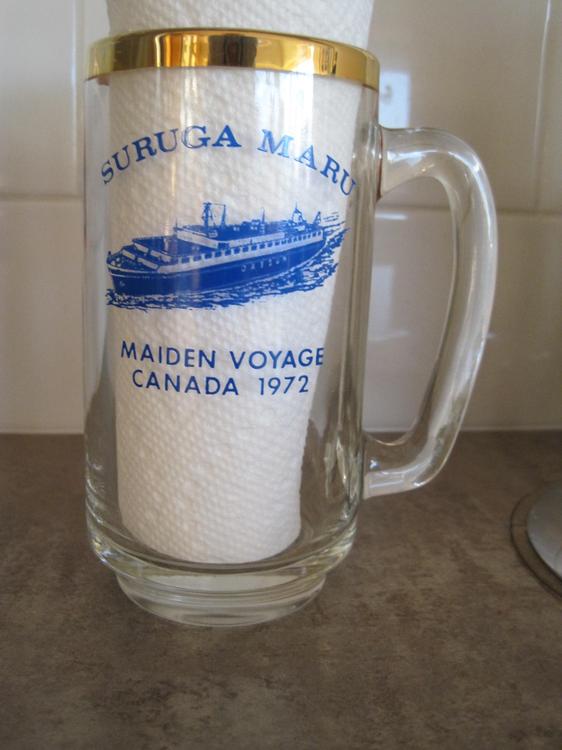 SURUGA MARU
MAIDEN VOYAGE
CANADA 1972